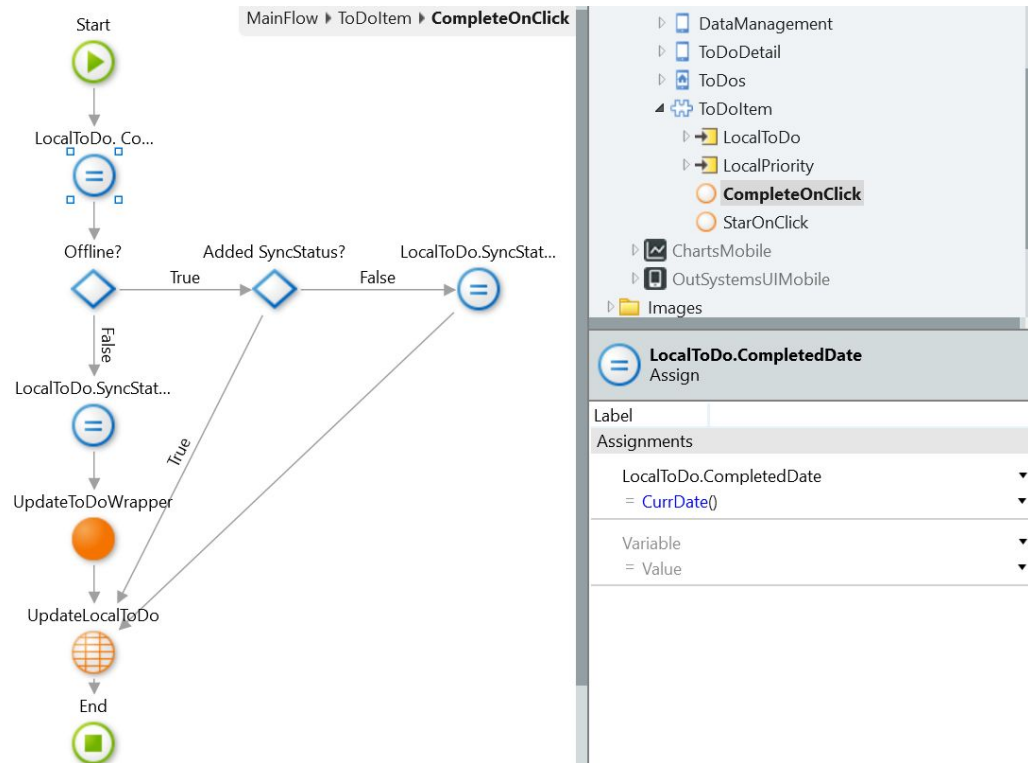 Start
MainFlow ToDoItem CompleteOnClick
LocalToDo. Co...
Offline?
Added SyncStatus?
LocalToDo.SyncStat...
True
False
False
LocalToDo.SyncStat...
True
UpdateToDoWrapper
UpdateLocalToDo
End
DataManagement
ToDoDetail
ToDos
ToDoItem
LocalToDo
LocalPriority
CompleteOnClick
StarOnClick
ChartsMobile
OutSystemsUIMobile
Images
LocalToDo.CompletedDate
Assign
Label
Assignments
LocalToDo.CompletedDate
= CurrDate()
Variable
= Value